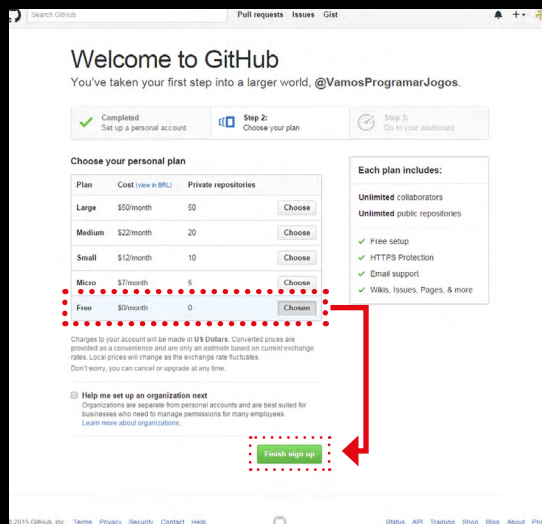 Search GitHub Pull requests Issues Gist
Welcome to GitHub
You've taken your first step into a larger world, @VamosProgramarJogos.
Completed
Set up a personal account
Step 2:
Choose your plan
Step 3:
Go to your dashboard
Choose your personal plan
Plan Cost (view in BRL) Private repositories
Large $50/month 50 Choose
Medium $22/month 20 Choose
Small $12/month 10 Choose
Micro $7/month 5 Choose
Free $0/month 0 Chosen
Charges to your account will be made in US Dollars. Converted prices are
provided as a convenience and are only an estimate based on current exchange
rates. Local prices will change as the exchange rate fluctuates.
Don't worry, you can cancel or upgrade at any time.
Help me set up an organization next
Organizations are separate from personal accounts and are best suited for
businesses who need to manage permissions for many employees.
Learn more about organizations.
Finish sign up
Each plan includes:
Unlimited collaborators
Unlimited public repositories
Free setup
HTTPS Protection
Email support
Wikis, Issues, Pages, & more
2015 GitHub, Inc. Terms Privacy Security Contact Help Status API Training Shop Blog About